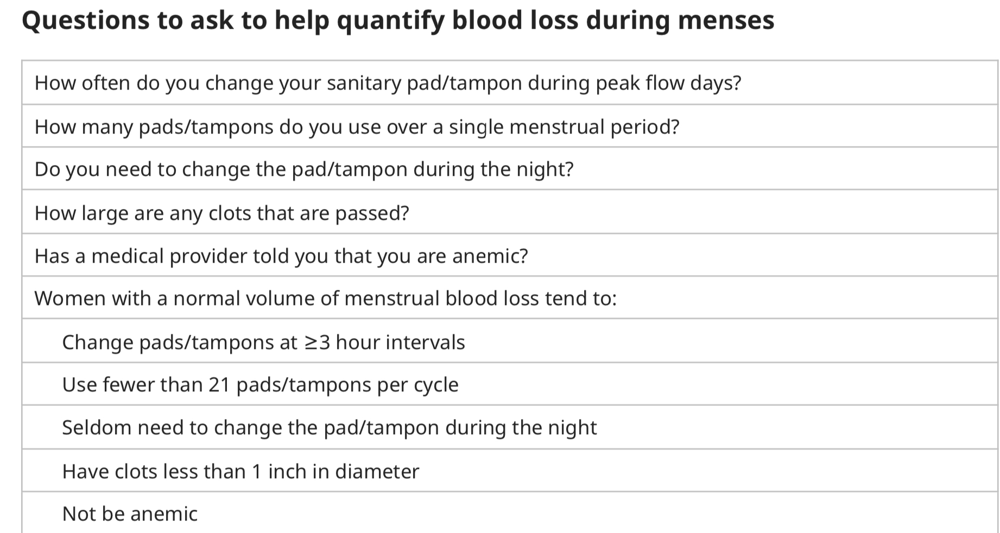 Questions to ask to help quantify blood loss during menses
How often do you change your sanitary pad/tampon during peak flow days?
How many pads/tampons do you use over a single menstrual period?
Do you need to change the pad/tampon during the night?
How large are any clots that are passed?
Has a medical provider told you that you are anemic?
Women with a normal volume of menstrual blood loss tend to:
Change pads/tampons at ≥3 hour intervals
Use fewer than 21 pads/tampons per cycle
Seldom need to change the pad/tampon during the night
Have clots less than 1 inch in diameter
Not be anemic